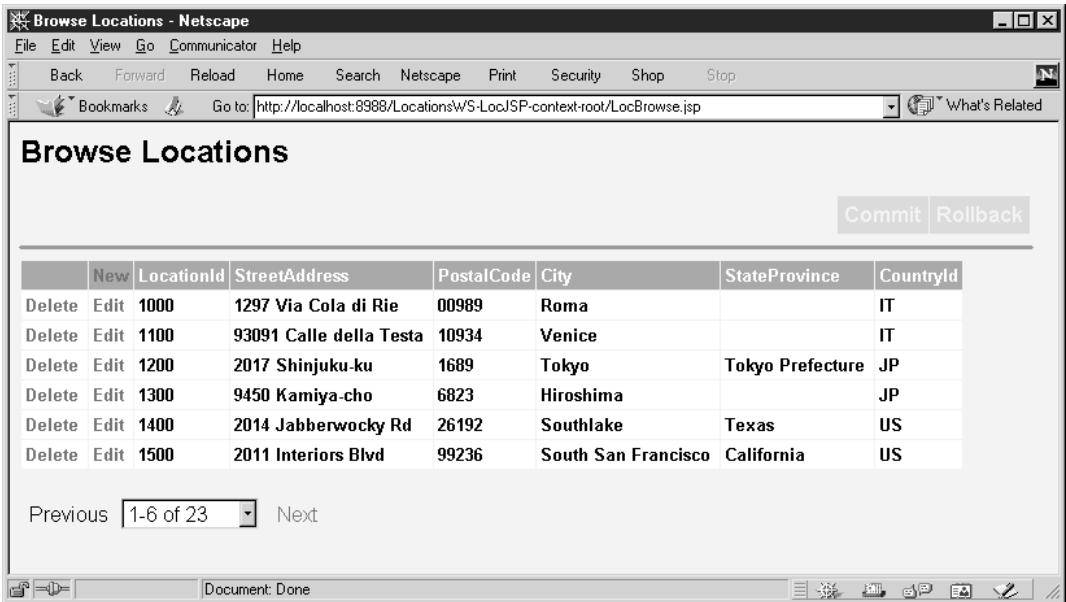 Browse Locations - Netscape
File Edit View Go Communicator Help
Back Forward Reload Home Search Netscape Print Security Shop Stop N
Bookmarks Go to: http://localhost:8988/LocationsWS-LocJSP-context-root/LocBrowse.jsp What's Related
Browse Locations
Commit Rollback
New LocationId StreetAddress PostalCode City StateProvince CountryId
Delete Edit 1000 1297 Via Cola di Rie 00989 Roma IT
Delete Edit 1100 93091 Calle della Testa 10934 Venice IT
Delete Edit 1200 2017 Shinjuku-ku 1689 Tokyo Tokyo Prefecture JP
Delete Edit 1300 9450 Kamiya-cho 6823 Hiroshima JP
Delete Edit 1400 2014 Jabberwocky Rd 26192 Southlake Texas US
Delete Edit 1500 2011 Interiors Blvd 99236 South San Francisco California US
Previous 1-6 of 23 Next
Document: Done